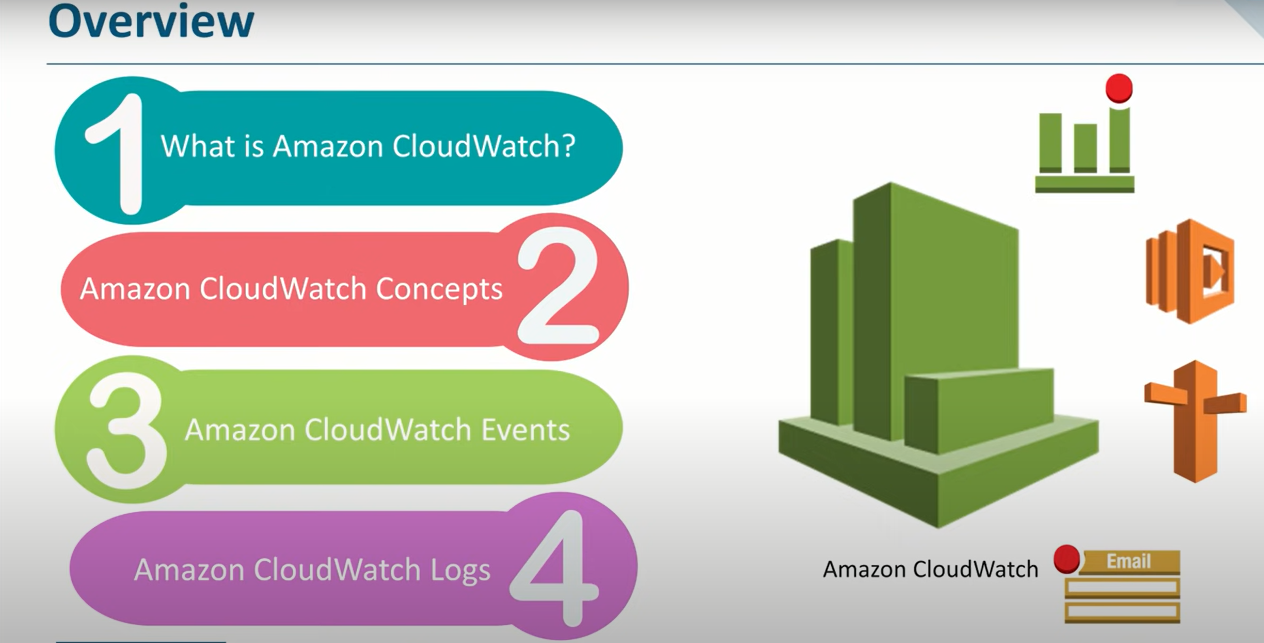 Overview
1
What is Amazon CloudWatch?
Amazon CloudWatch Concepts
2
3
Amazon CloudWatch Events
Amazon CloudWatch Logs
4
Amazon CloudWatch
Email